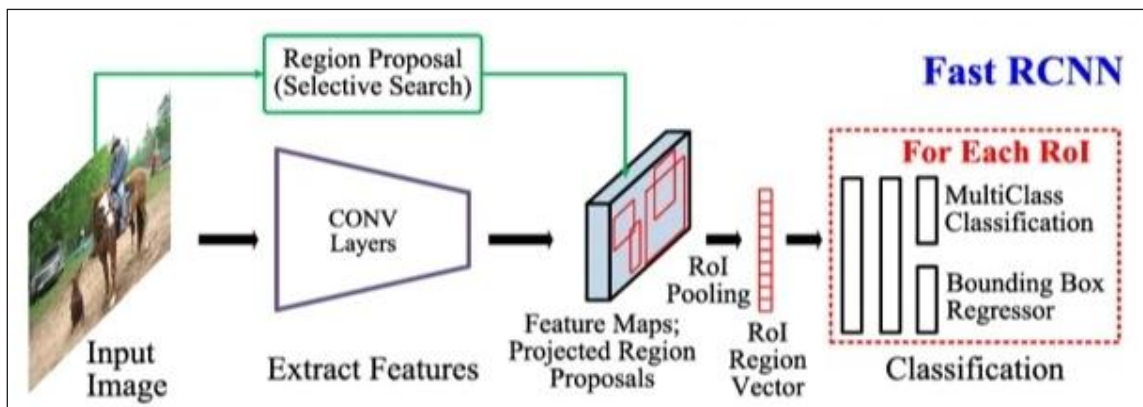 Region Proposal
(Selective Search)
Fast RCNN
For Each RoI
CONV
Layers
MultiClass
Classification
Bounding Box
Regressor
RoI
Pooling
Input
Image
Extract Features
Feature Maps;
Projected Region
Proposals
RoI
Region
Vector
Classification